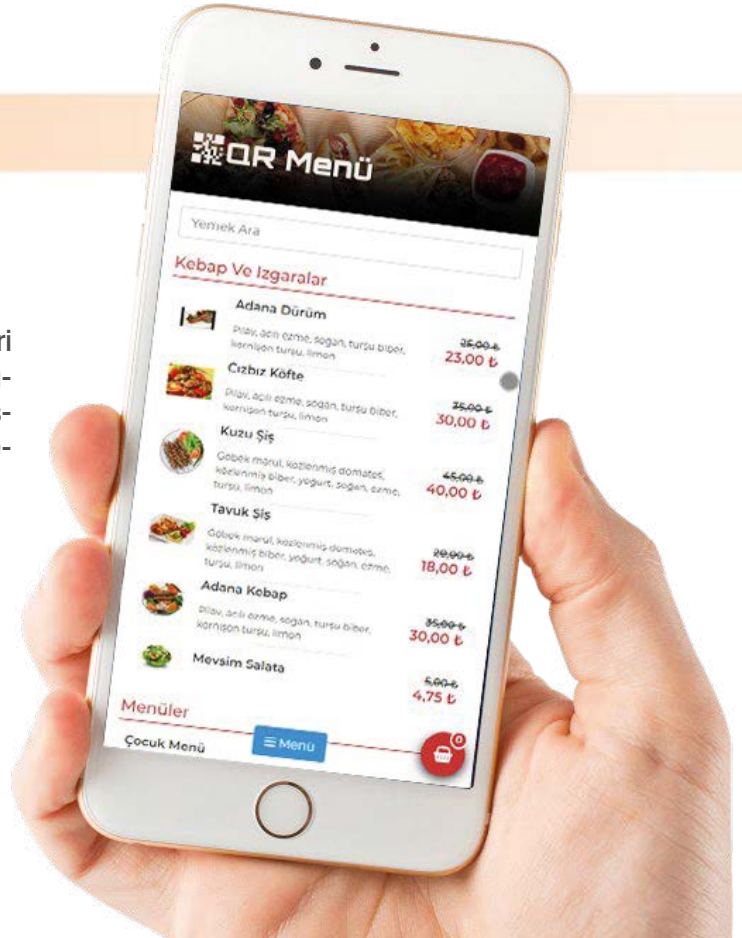 QR Menü
Yemek Ara
Kebap Ve Izgaralar
Adana Dürüm
Pilav, acılı ezme, soğan, turşu biber,
kornişon turşu, limon
25,00 ₺
23,00 ₺
Cızbız Köfte
Pilav, acılı ezme, soğan, turşu biber,
kornişon turşu, limon
35,00 ₺
30,00 ₺
Kuzu Şiş
Göbek marul, közlenmiş domates,
közlenmiş biber, yoğurt, soğan, ezme,
turşu, limon
45,00 ₺
40,00 ₺
Tavuk Şiş
Göbek marul, közlenmiş domates,
közlenmiş biber, yoğurt, soğan, ezme,
turşu, limon
20,00 ₺
18,00 ₺
Adana Kebap
Pilav, acılı ezme, soğan, turşu biber,
kornişon turşu, limon
35,00 ₺
30,00 ₺
Mevsim Salata
5,00 ₺
4,75 ₺
Menüler
Çocuk Menü
Menü
0
ri